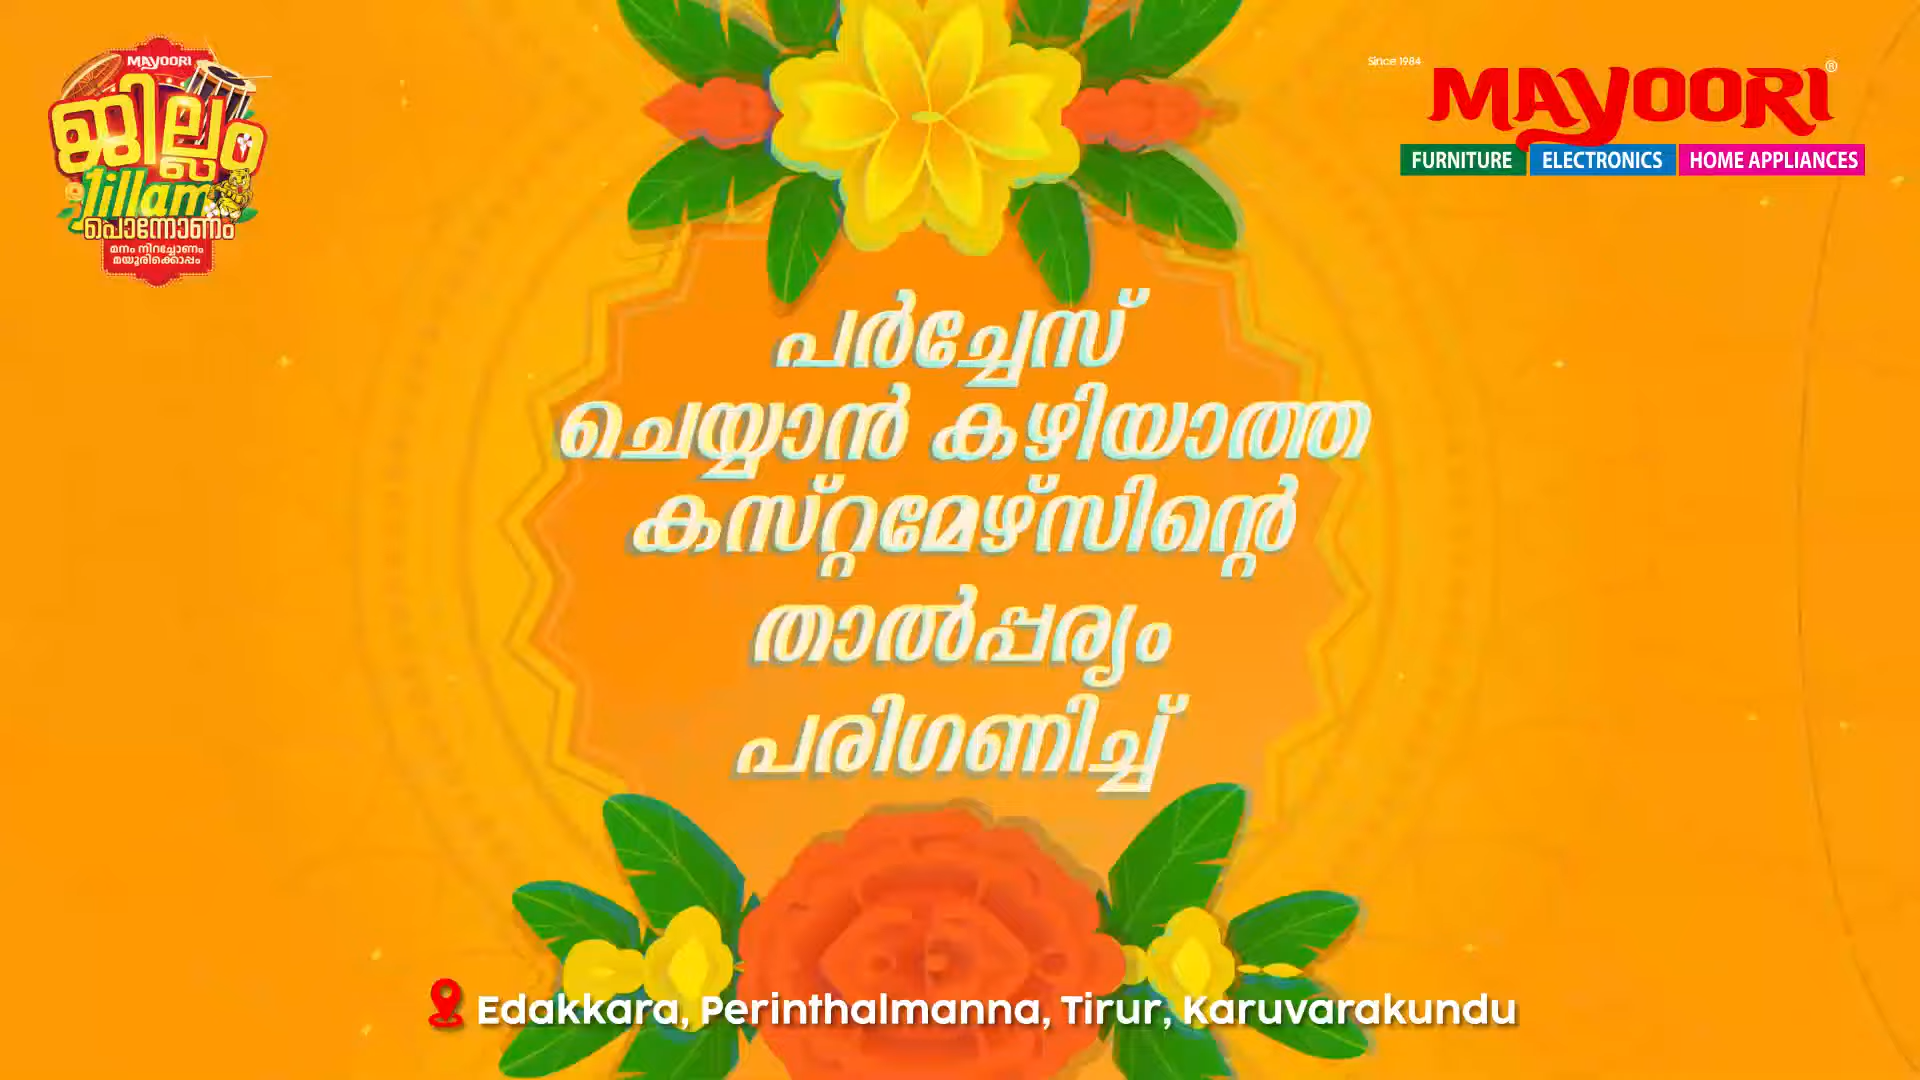 MAYOORI
ജില്ലം
Jillam
പൊന്നോണം
മനം നിറച്ചോണം
മയൂരിക്കൊപ്പം
Since 1984
MAYOORI®
FURNITURE ELECTRONICS HOME APPLIANCES
പർച്ചേസ്
ചെയ്യാൻ കഴിയാത്ത
കസ്റ്റമേഴ്സിന്റെ
താൽപ്പര്യം
പരിഗണിച്ച്
Edakkara, Perinthalmanna, Tirur, Karuvarakundu